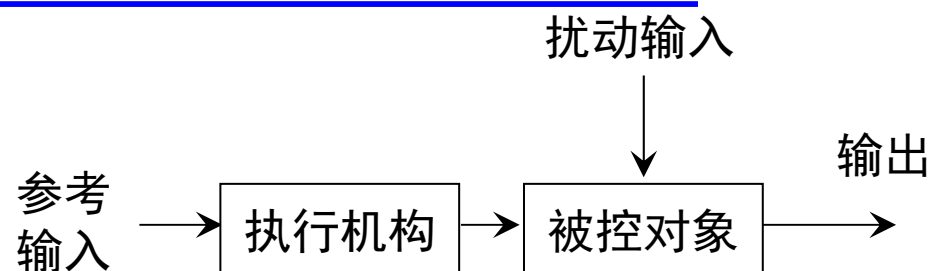 扰动输入
输出
参考
输入
执行机构
被控对象